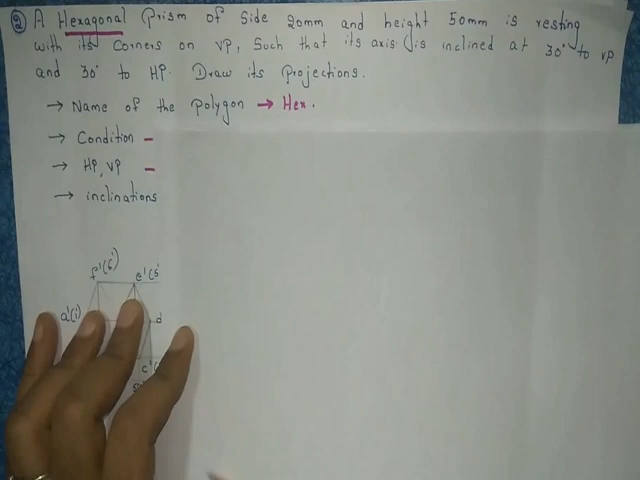 ② A Hexagonal Prism of Side 20mm and height 50mm is resting
with its Corners on VP, Such that its axis is inclined at 30° to VP
and 30° to HP. Draw its Projections.
→ Name of the Polygon → Hex.
→ Condition -
→ HP, VP -
→ inclinations
f'(6') e'(5'
a'(1) d
c'(